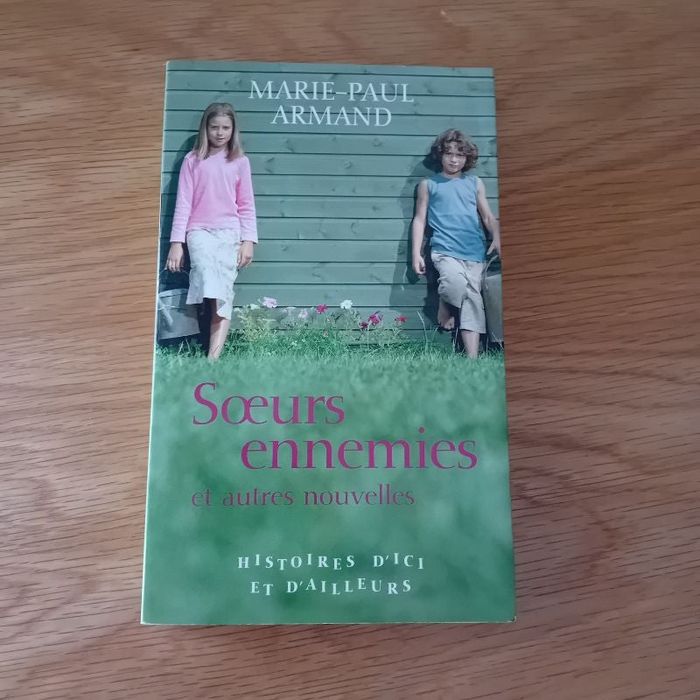 MARIE-PAUL
ARMAND
Sœurs
ennemies
et autres nouvelles
HISTOIRES D'ICI
ET D'AILLEURS